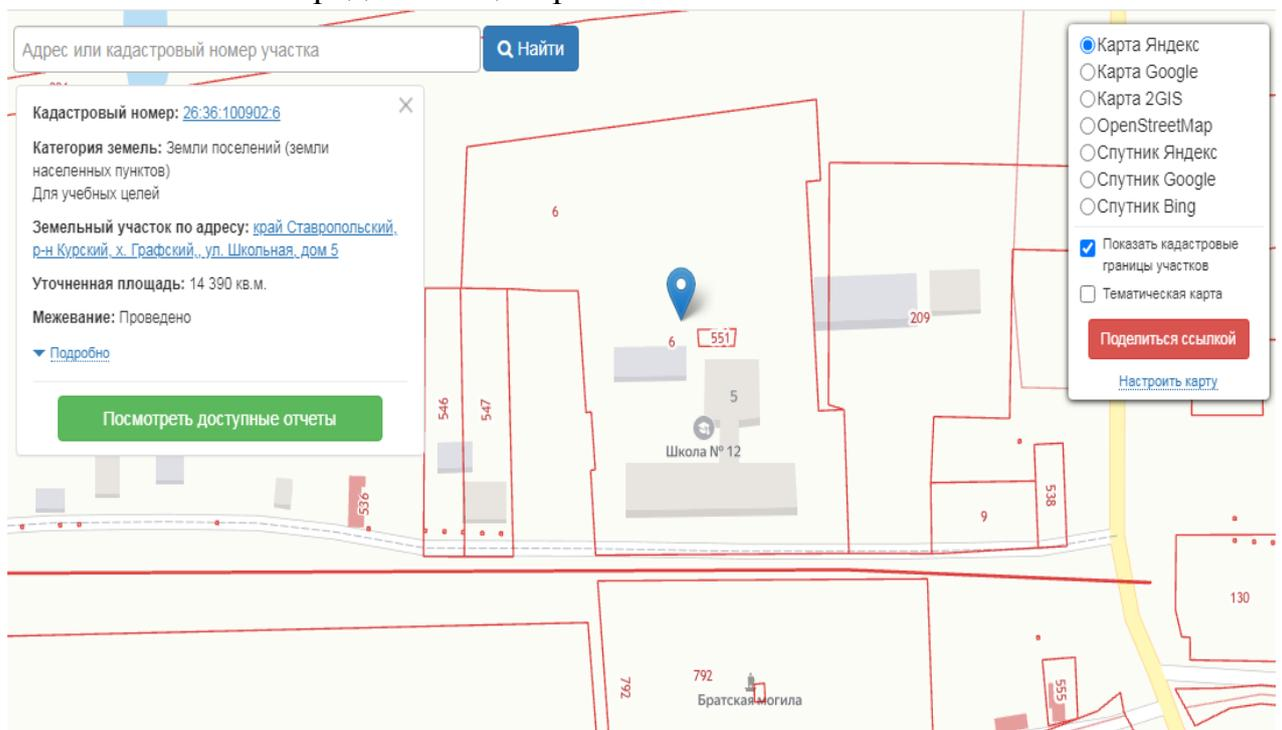 Адрес или кадастровый номер участка
Найти
Кадастровый номер: 26:36:100902:6
Категория земель: Земли поселений (земли
населенных пунктов)
Для учебных целей
Земельный участок по адресу: край Ставропольский,
р-н Курский, х. Графский,, ул. Школьная, дом 5
Уточненная площадь: 14 390 кв.м.
Межевание: Проведено
Подробно
Посмотреть доступные отчеты
Карта Яндекс
Карта Google
Карта 2GIS
OpenStreetMap
Спутник Яндекс
Спутник Google
Спутник Bing
Показать кадастровые
границы участков
Тематическая карта
Поделиться ссылкой
Настроить карту
6
209
6
551
5
546
547
Школа № 12
536
538
9
130
792
792
Братская могила
555